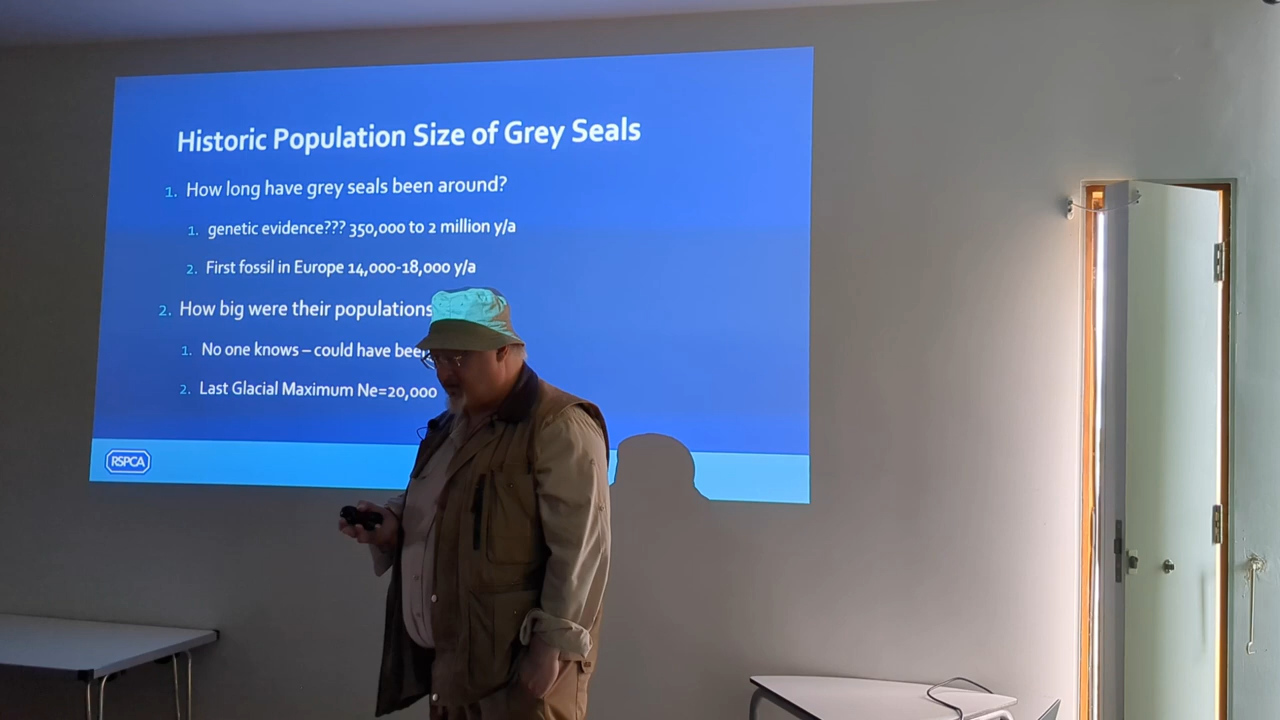 Historic Population Size of Grey Seals
1. How long have grey seals been around?
1. genetic evidence??? 350,000 to 2 million y/a
2. First fossil in Europe 14,000-18,000 y/a
2. How big were their populations
1. No one knows – could have
2. Last Glacial Maximum Ne=20,000
RSPCA